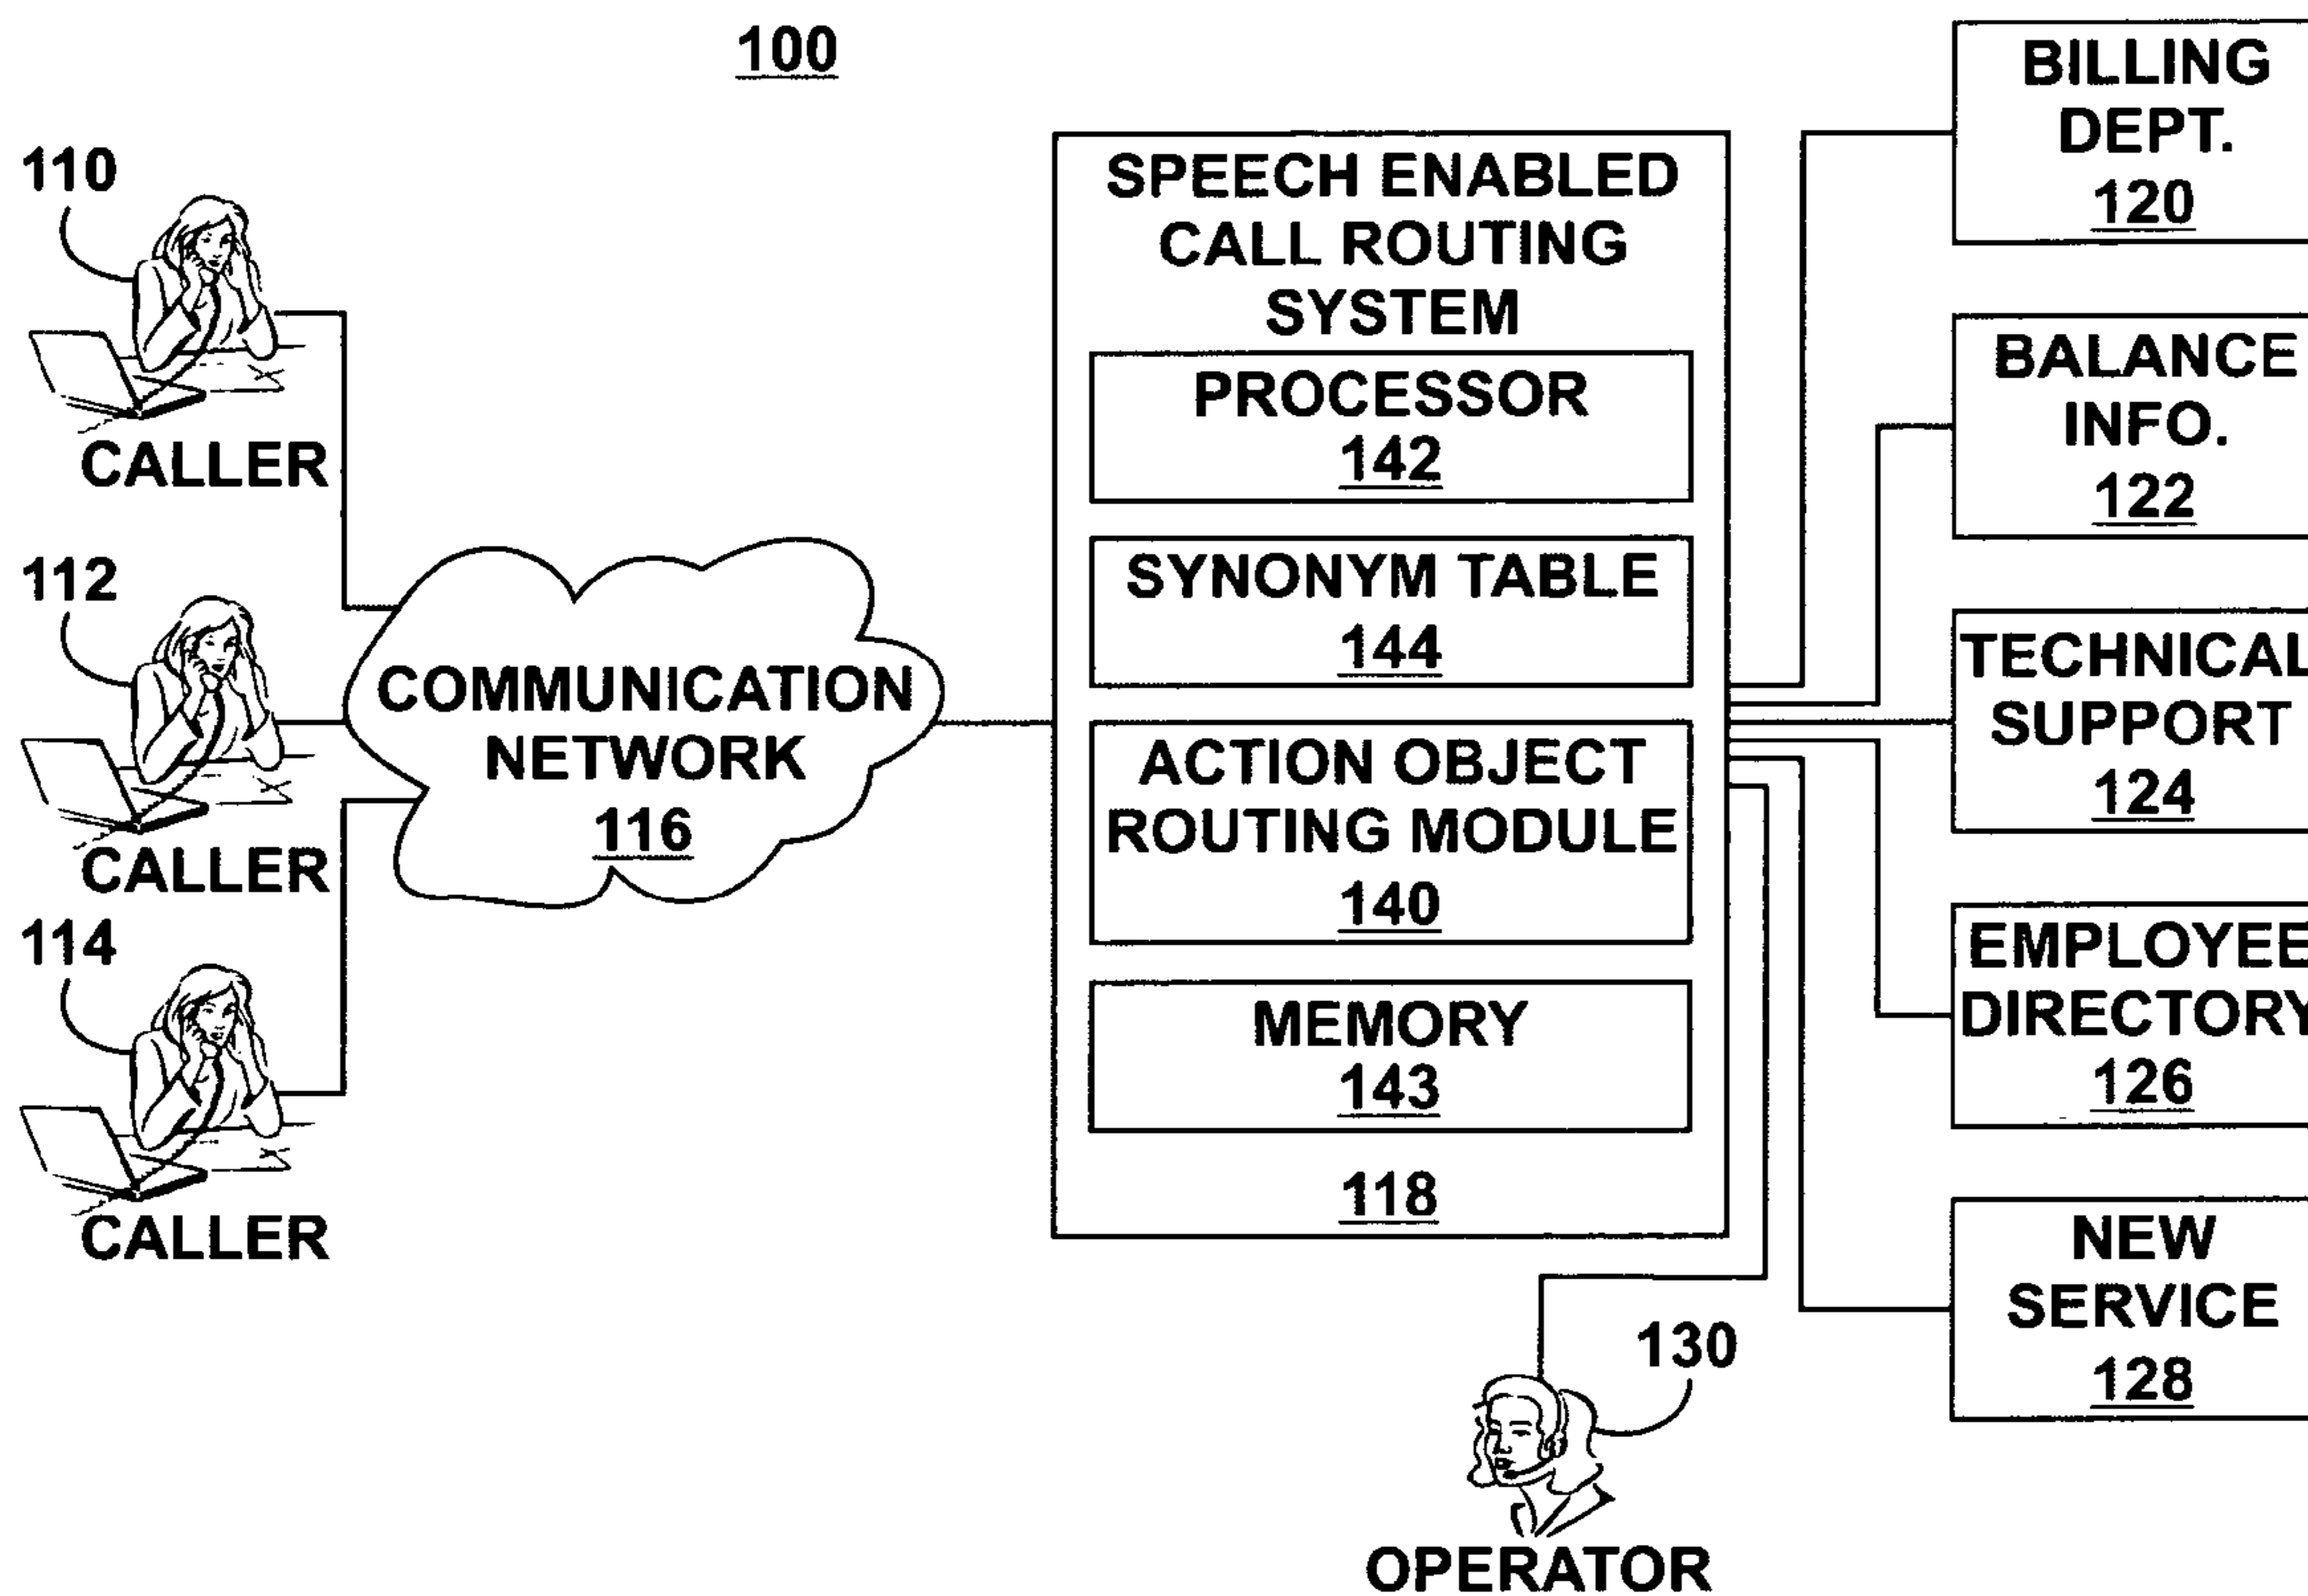 100
110
CALLER
112
CALLER
114
CALLER
COMMUNICATION
NETWORK
116
SPEECH ENABLED
CALL ROUTING
SYSTEM
PROCESSOR
142
SYNONYM TABLE
144
ACTION OBJECT
ROUTING MODULE
140
MEMORY
143
118
BILLING
DEPT.
120
BALANCE
INFO.
122
TECHNICAL
SUPPORT
124
EMPLOYEE
DIRECTORY
126
NEW
SERVICE
128
130
OPERATOR